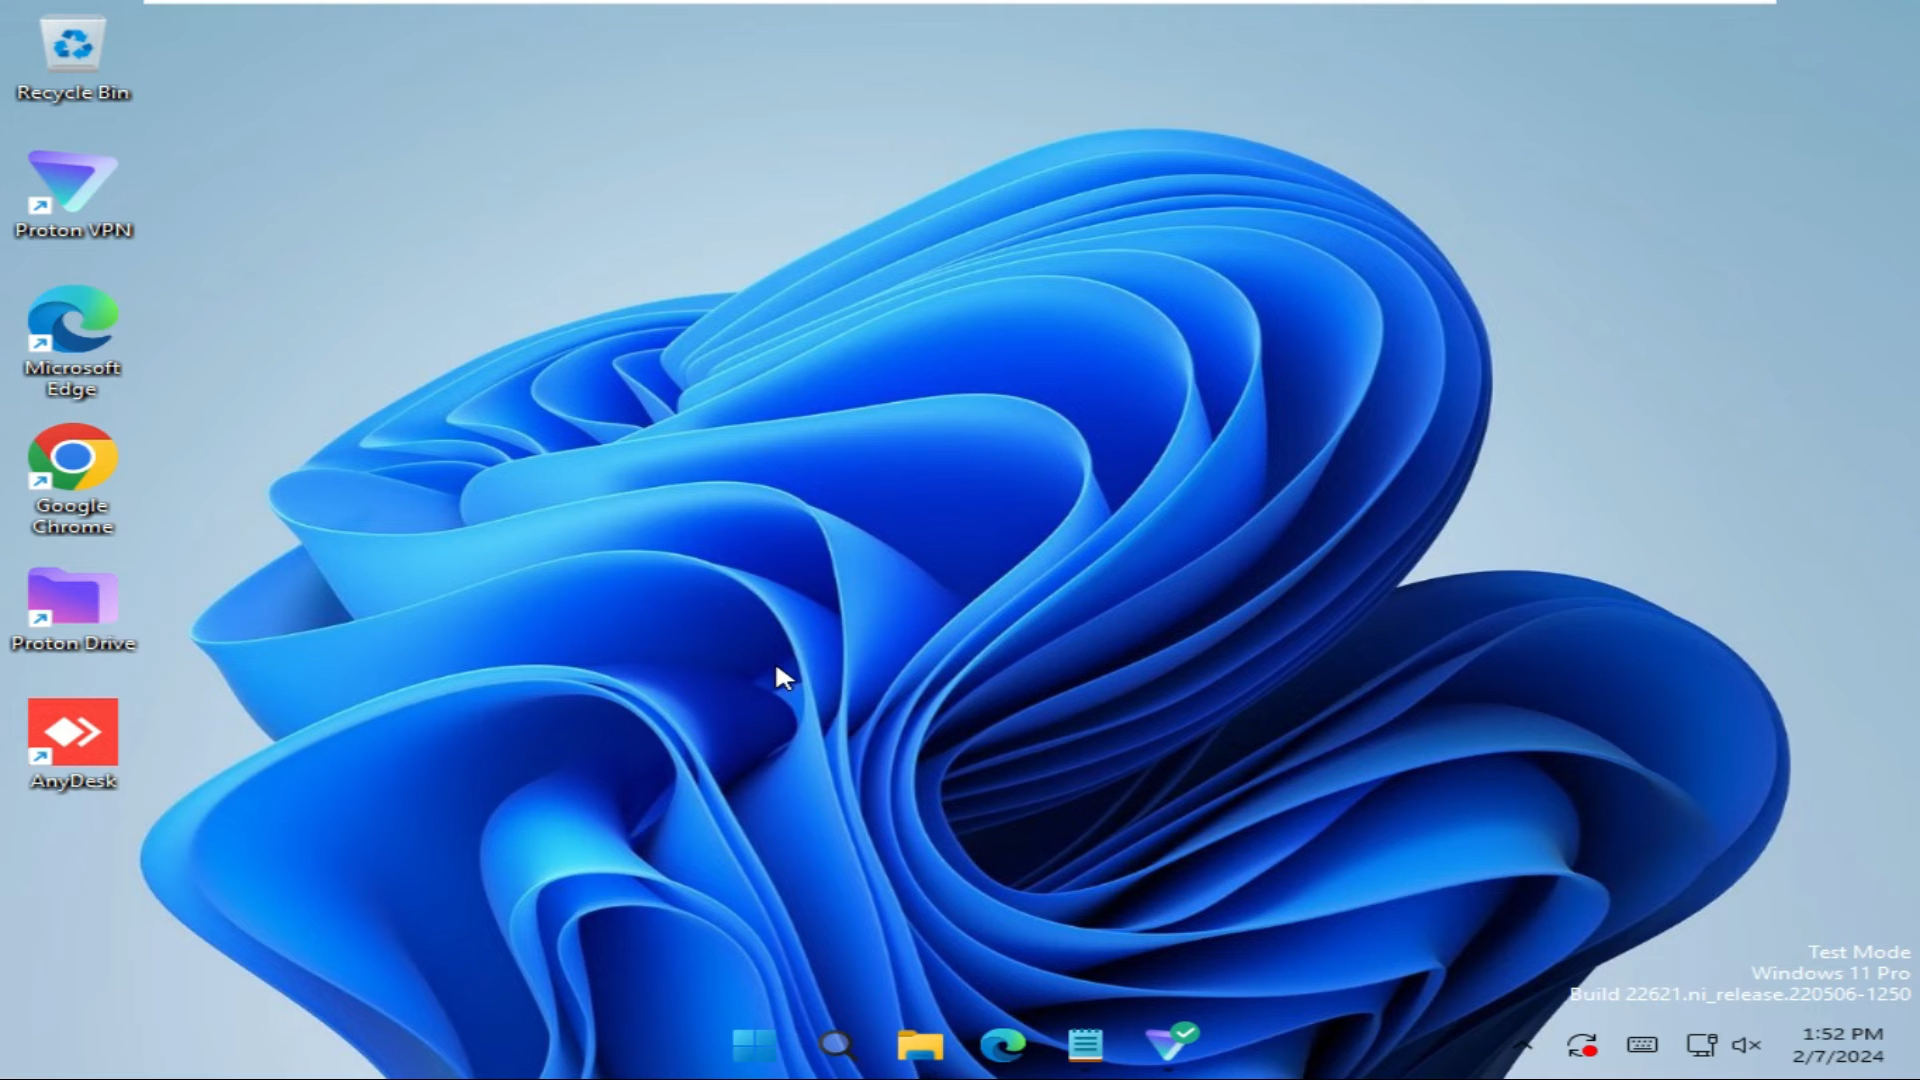 Recycle Bin
Proton VPN
Microsoft
Edge
Google
Chrome
Proton Drive
AnyDesk
Test Mode
Windows 11 Pro
Build 22621.ni_release.220506-1250
1:52 PM
2/7/2024